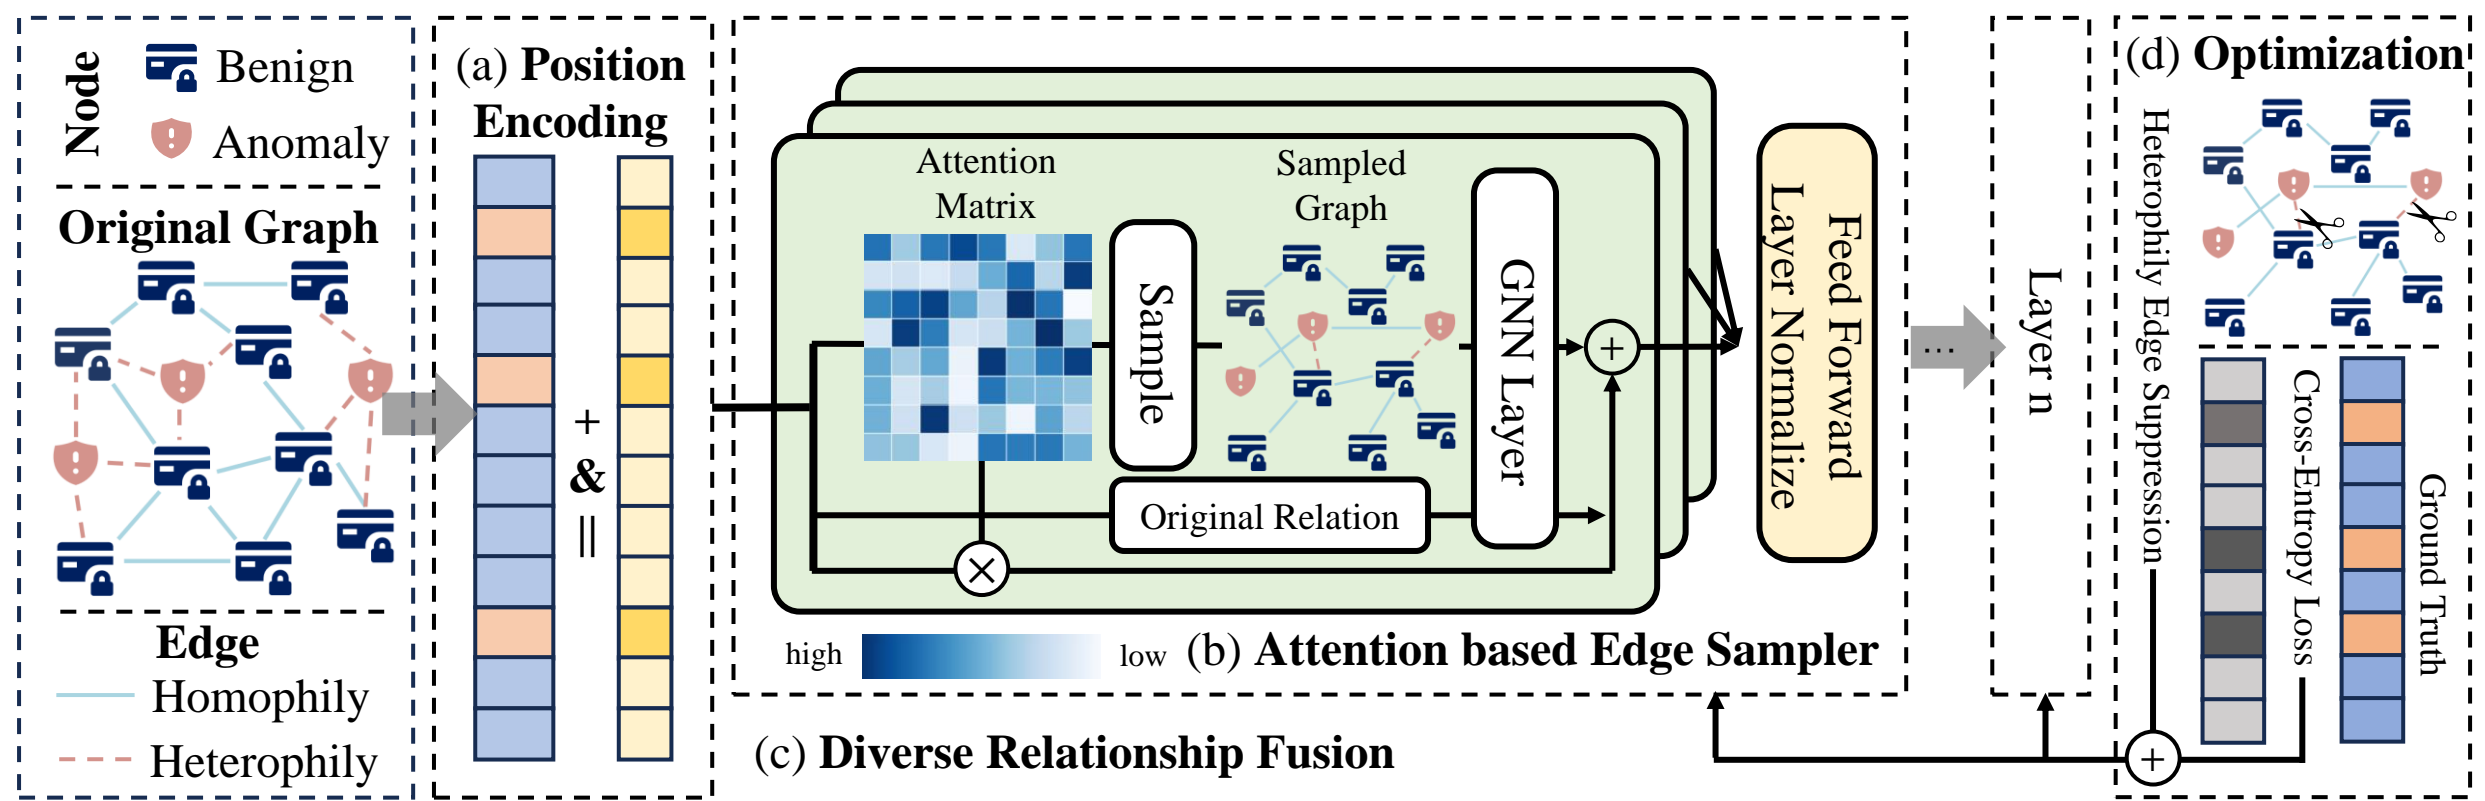 Node
Benign
Anomaly
Original Graph
Edge
Homophily
Heterophily
(a) Position
Encoding
+
&
||
Attention
Matrix
Sample
Sampled
Graph
GNN Layer
+
Original Relation
×
Feed Forward
Layer Normalize
high
low
(b) Attention based Edge Sampler
(c) Diverse Relationship Fusion
...
Layer n
(d) Optimization
Heterophily Edge Suppression
Cross-Entropy Loss
Ground Truth
+